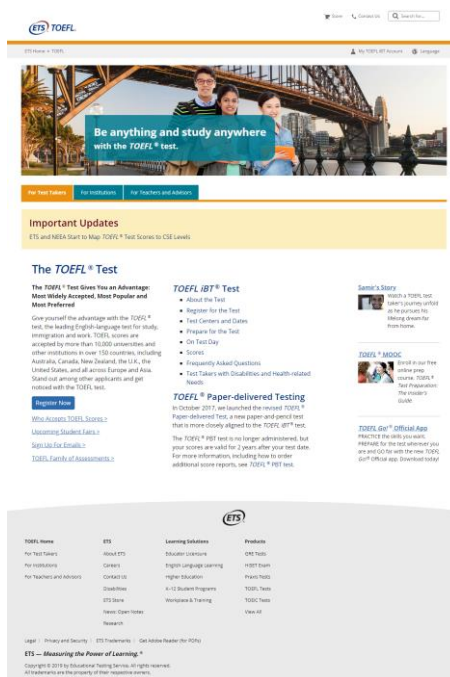 Store
Contact Us
Search for...
ETS TOEFL.
ETS Home > TOEFL
My TOEFL iBT Account
Language
Be anything and study anywhere
with the TOEFL® test.
For Test Takers
For Institutions
For Teachers and Advisors
Important Updates
ETS and NEEA Start to Map TOEFL® Test Scores to CSE Levels
The TOEFL® Test
The TOEFL® Test Gives You an Advantage:
Most Widely Accepted, Most Popular and
Most Preferred
Give yourself the advantage with the TOEFL®
test, the leading English-language test for study,
immigration and work. TOEFL scores are
accepted by more than 10,000 universities and
other institutions in over 150 countries, including
Australia, Canada, New Zealand, the U.K., the
United States, and all across Europe and Asia.
Stand out among other applicants and get
noticed with the TOEFL test.
Register Now
Who Accepts TOEFL Scores >
Upcoming Student Fairs >
Sign Up For Emails >
TOEFL Family of Assessments >
TOEFL iBT® Test
About the Test
Register for the Test
Test Centers and Dates
Prepare for the Test
On Test Day
Scores
Frequently Asked Questions
Test Takers with Disabilities and Health-related
Needs
TOEFL® Paper-delivered Testing
In October 2017, we launched the revised TOEFL®
Paper-delivered Test, a new paper-and-pencil test
that is more closely aligned to the TOEFL iBT® test.
The TOEFL® PBT test is no longer administered, but
your scores are valid for 2 years after your test date.
For more information, including how to order
additional score reports, see TOEFL® PBT test.
Samir's Story
Watch a TOEFL test
taker's journey unfold
as he pursues his
lifelong dream far
from home.
TOEFL® MOOC
Enroll in our free
online prep
course, TOEFL®
Test Preparation:
The Insider's
Guide
TOEFL Go!® Official App
PRACTICE the skills you want,
PREPARE for the test wherever you
are and GO far with the new TOEFL
Go!® Official app. Download today!
ETS
TOEFL Home
For Test Takers
For Institutions
For Teachers and Advisors
ETS
About ETS
Careers
Contact Us
Disabilities
ETS Store
News: Open Notes
Research
Learning Solutions
Educator Licensure
English Language Learning
Higher Education
K–12 Student Programs
Workplace & Training
Products
GRE Tests
HiSET Exam
Praxis Tests
TOEFL Tests
TOEIC Tests
View All
Legal | Privacy and Security | ETS Trademarks | Get Adobe Reader (for PDFs)
ETS — Measuring the Power of Learning.®
Copyright © 2018 by Educational Testing Service. All rights reserved.
All trademarks are the property of their respective owners.